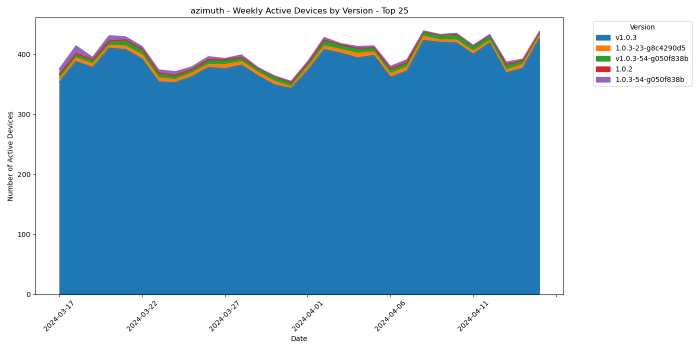 azimuth - Weekly Active Devices by Version - Top 25
Number of Active Devices
400
300
200
100
0
2024-03-17
2024-03-22
2024-03-27
2024-04-01
2024-04-06
2024-04-11
Date
Version
v1.0.3
1.0.3-23-g8c4290d5
v1.0.3-54-g050f838b
1.0.2
1.0.3-54-g050f838b